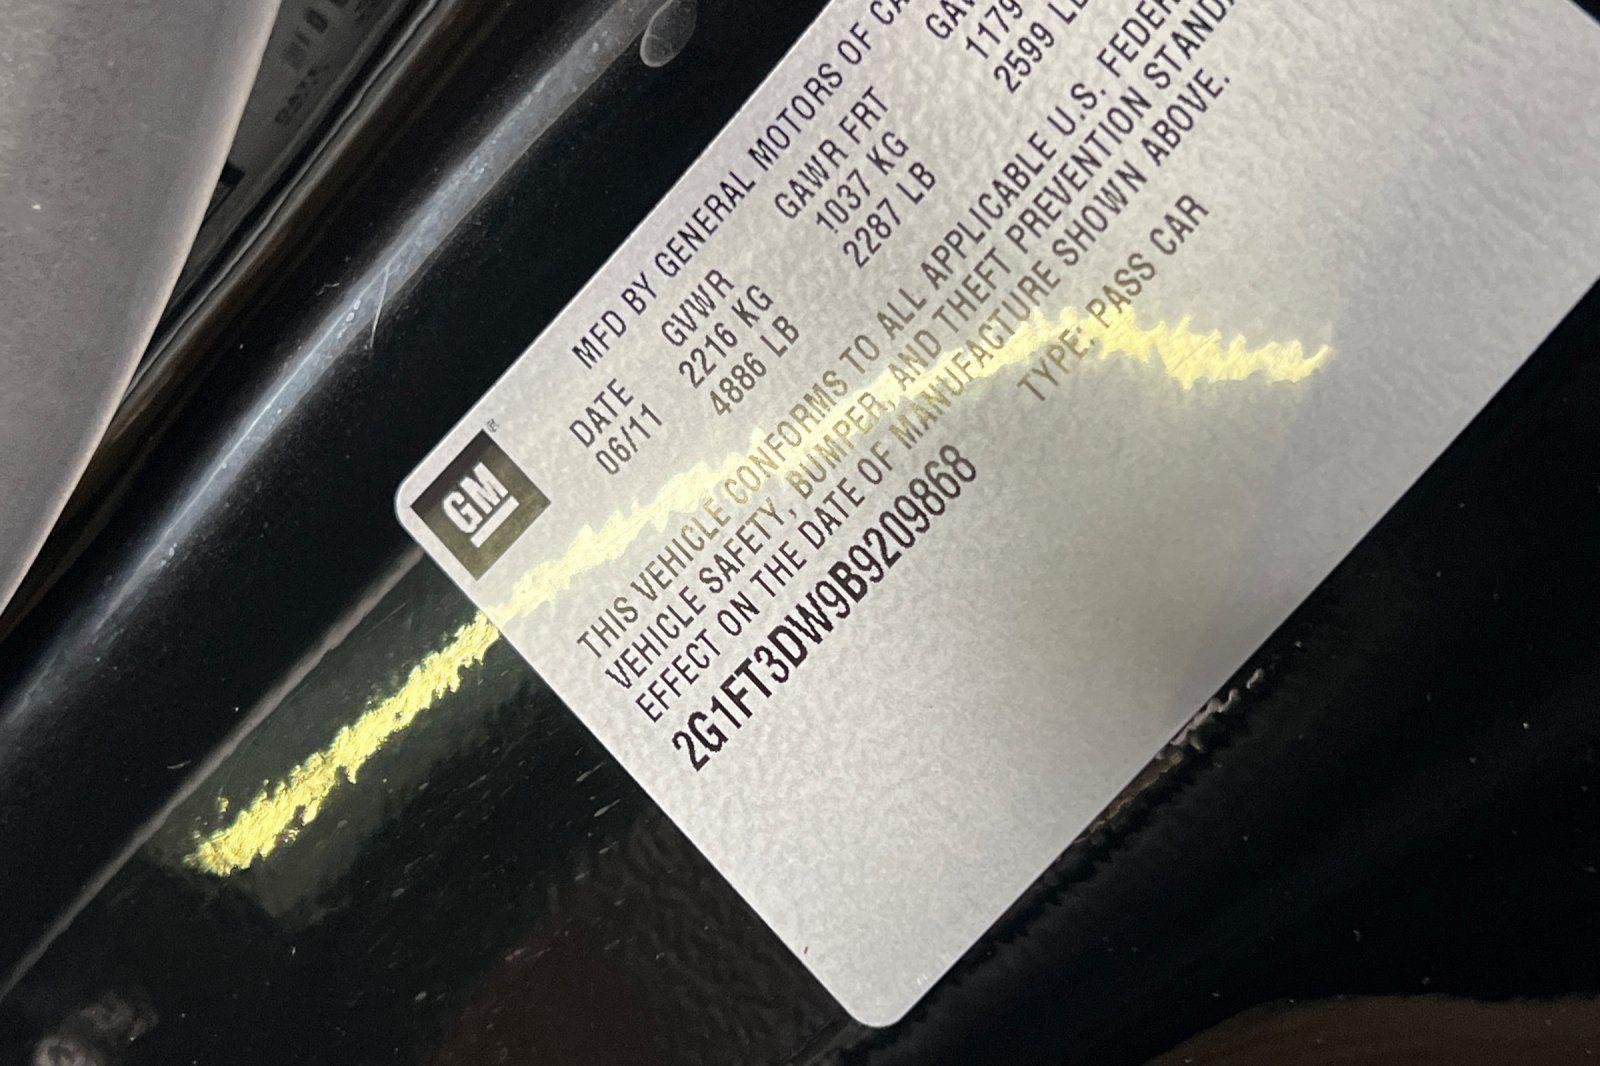 MFD BY GENERAL MOTORS OF CA
DATE GVWR GAWR FRT GAW
06/11 2216 KG 1037 KG 1179
4886 LB 2287 LB 2599 LB
THIS VEHICLE CONFORMS TO ALL APPLICABLE U.S. FEDER
VEHICLE SAFETY, BUMPER, AND THEFT PREVENTION STANDA
EFFECT ON THE DATE OF MANUFACTURE SHOWN ABOVE.
2G1FT3DW9B9209868 TYPE: PASS CAR
GM